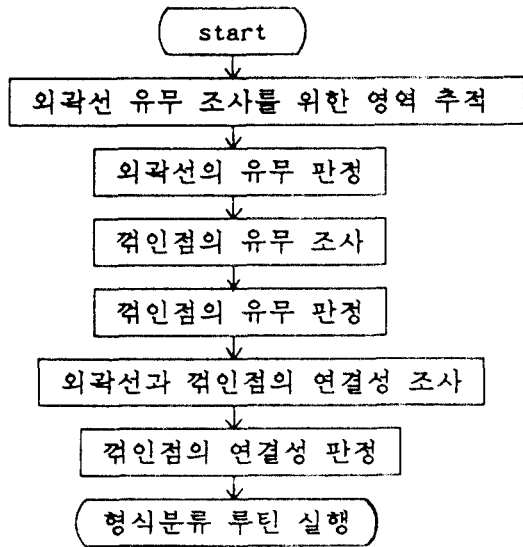 start
외곽선 유무 조사를 위한 영역 추적
외곽선의 유무 판정
꺾인점의 유무 조사
꺾인점의 유무 판정
외곽선과 꺾인점의 연결성 조사
꺾인점의 연결성 판정
형식분류 루틴 실행